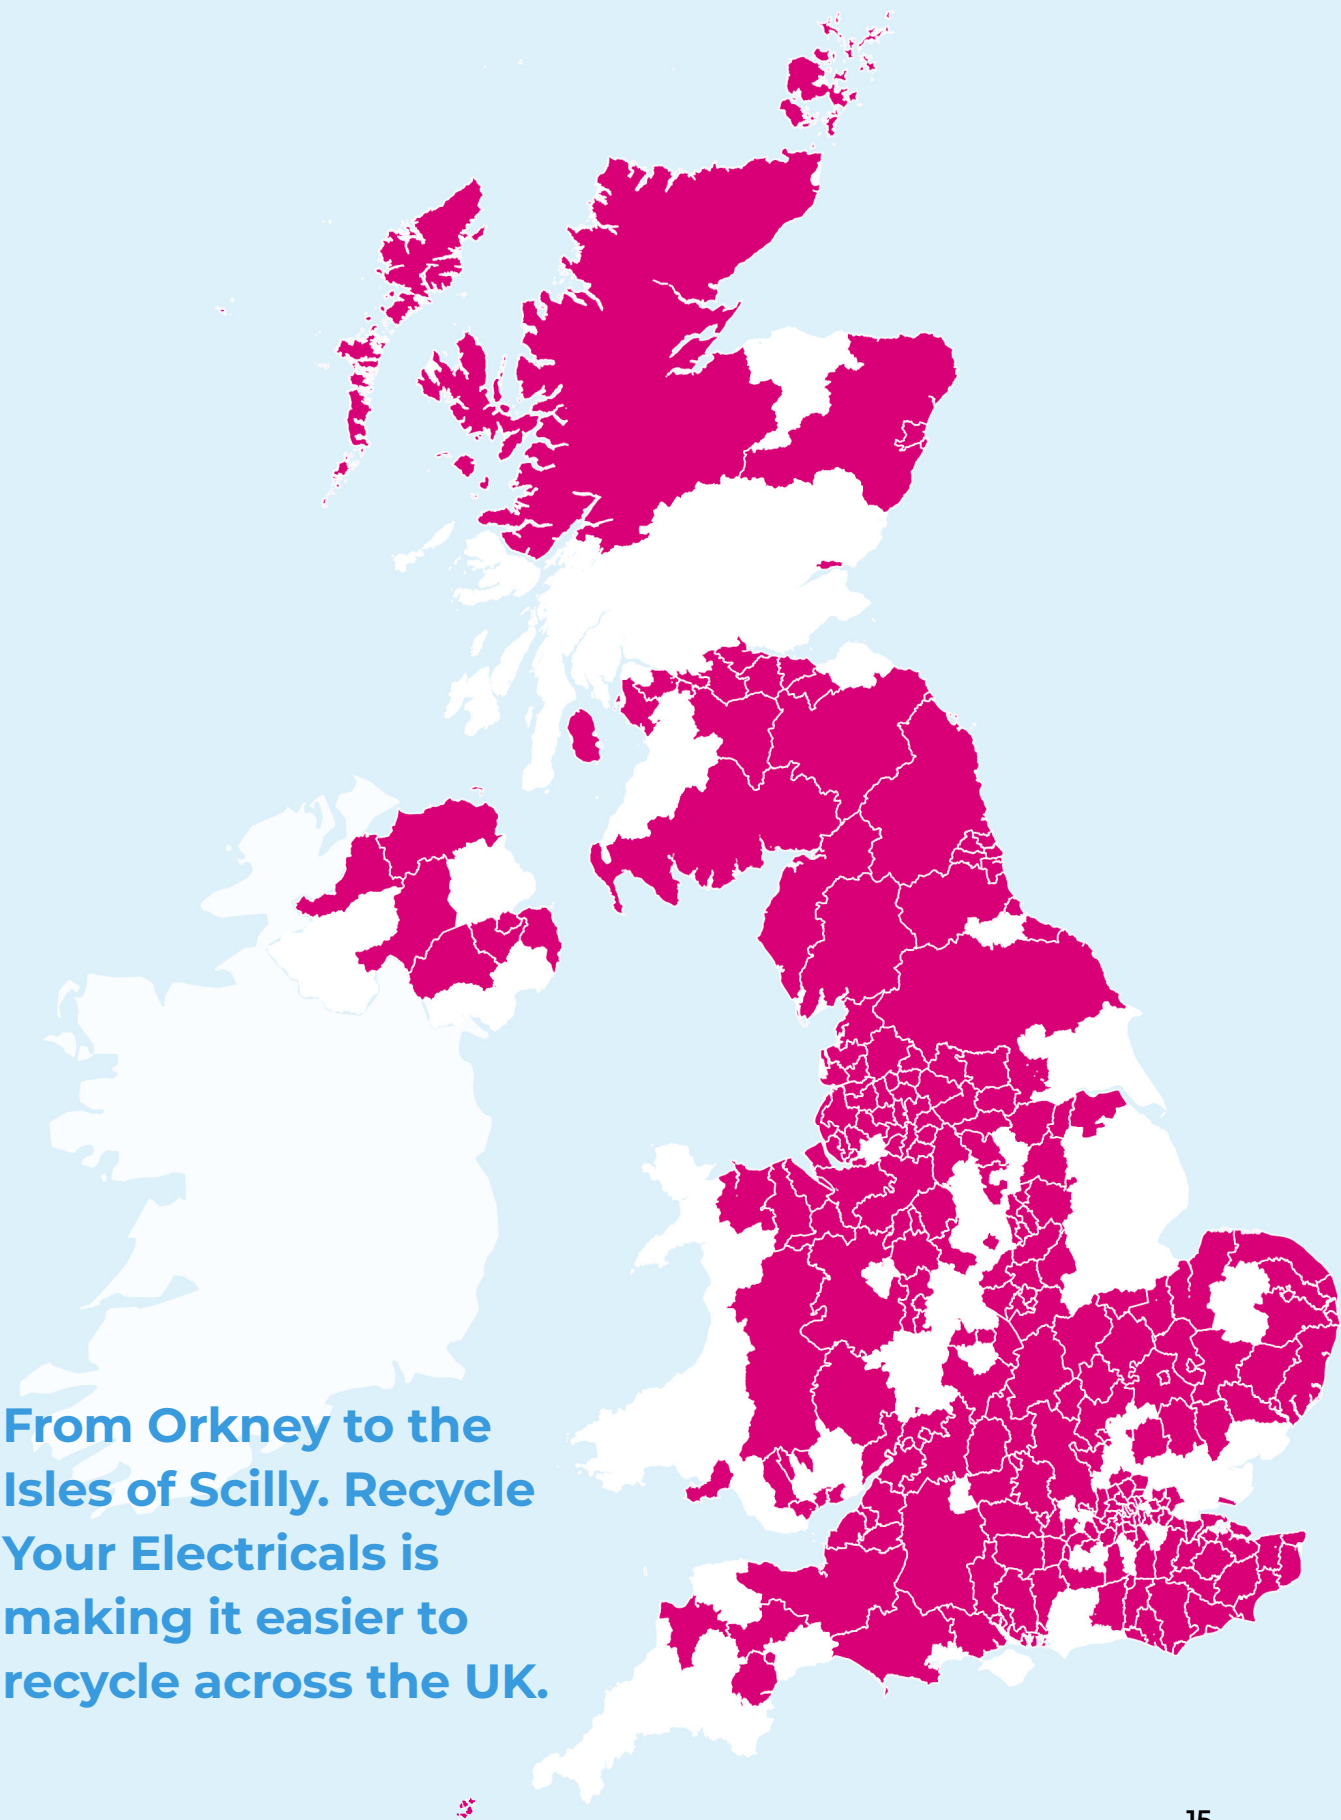 From Orkney to the
Isles of Scilly. Recycle
Your Electricals is
making it easier to
recycle across the UK.
15